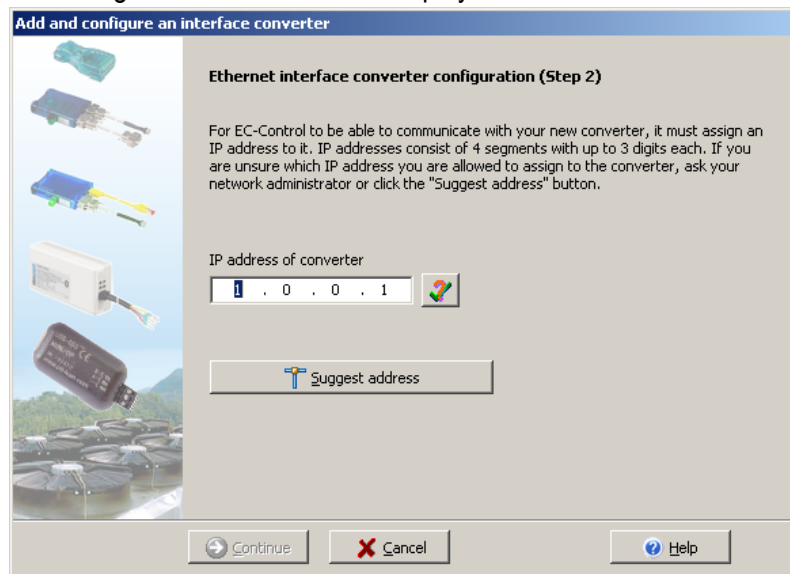 Add and configure an interface converter
Ethernet interface converter configuration (Step 2)
For EC-Control to be able to communicate with your new converter, it must assign an
IP address to it. IP addresses consist of 4 segments with up to 3 digits each. If you
are unsure which IP address you are allowed to assign to the converter, ask your
network administrator or click the "Suggest address" button.
IP address of converter
1 . 0 . 0 . 1
Suggest address
Continue Cancel Help